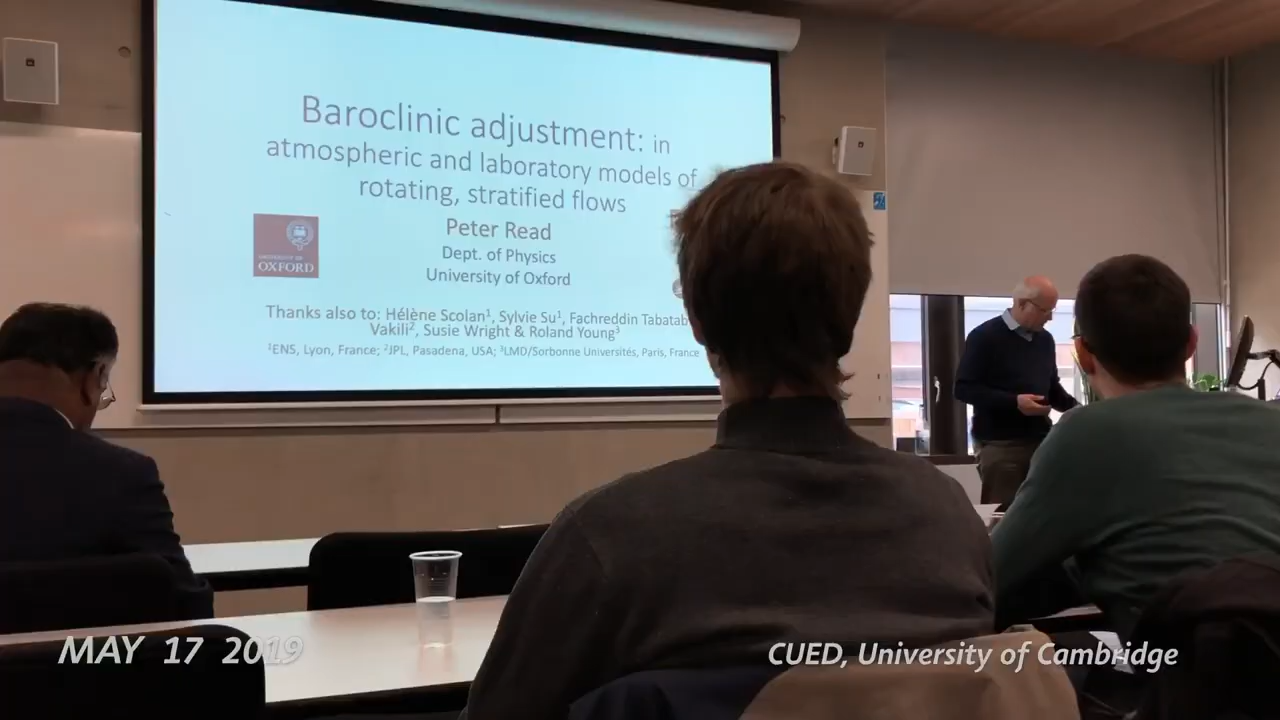 Baroclinic adjustment: in
atmospheric and laboratory models of
rotating, stratified flows
Peter Read
Dept. of Physics
University of Oxford
UNIVERSITY OF
OXFORD
Thanks also to: Hélène Scolan¹, Sylvie Su¹, Fachreddin Tabatab
Vakili², Susie Wright & Roland Young³
¹ENS, Lyon, France; ²JPL, Pasadena, USA; ³LMD/Sorbonne Universités, Paris, France
MAY 17 2019
CUED, University of Cambridge